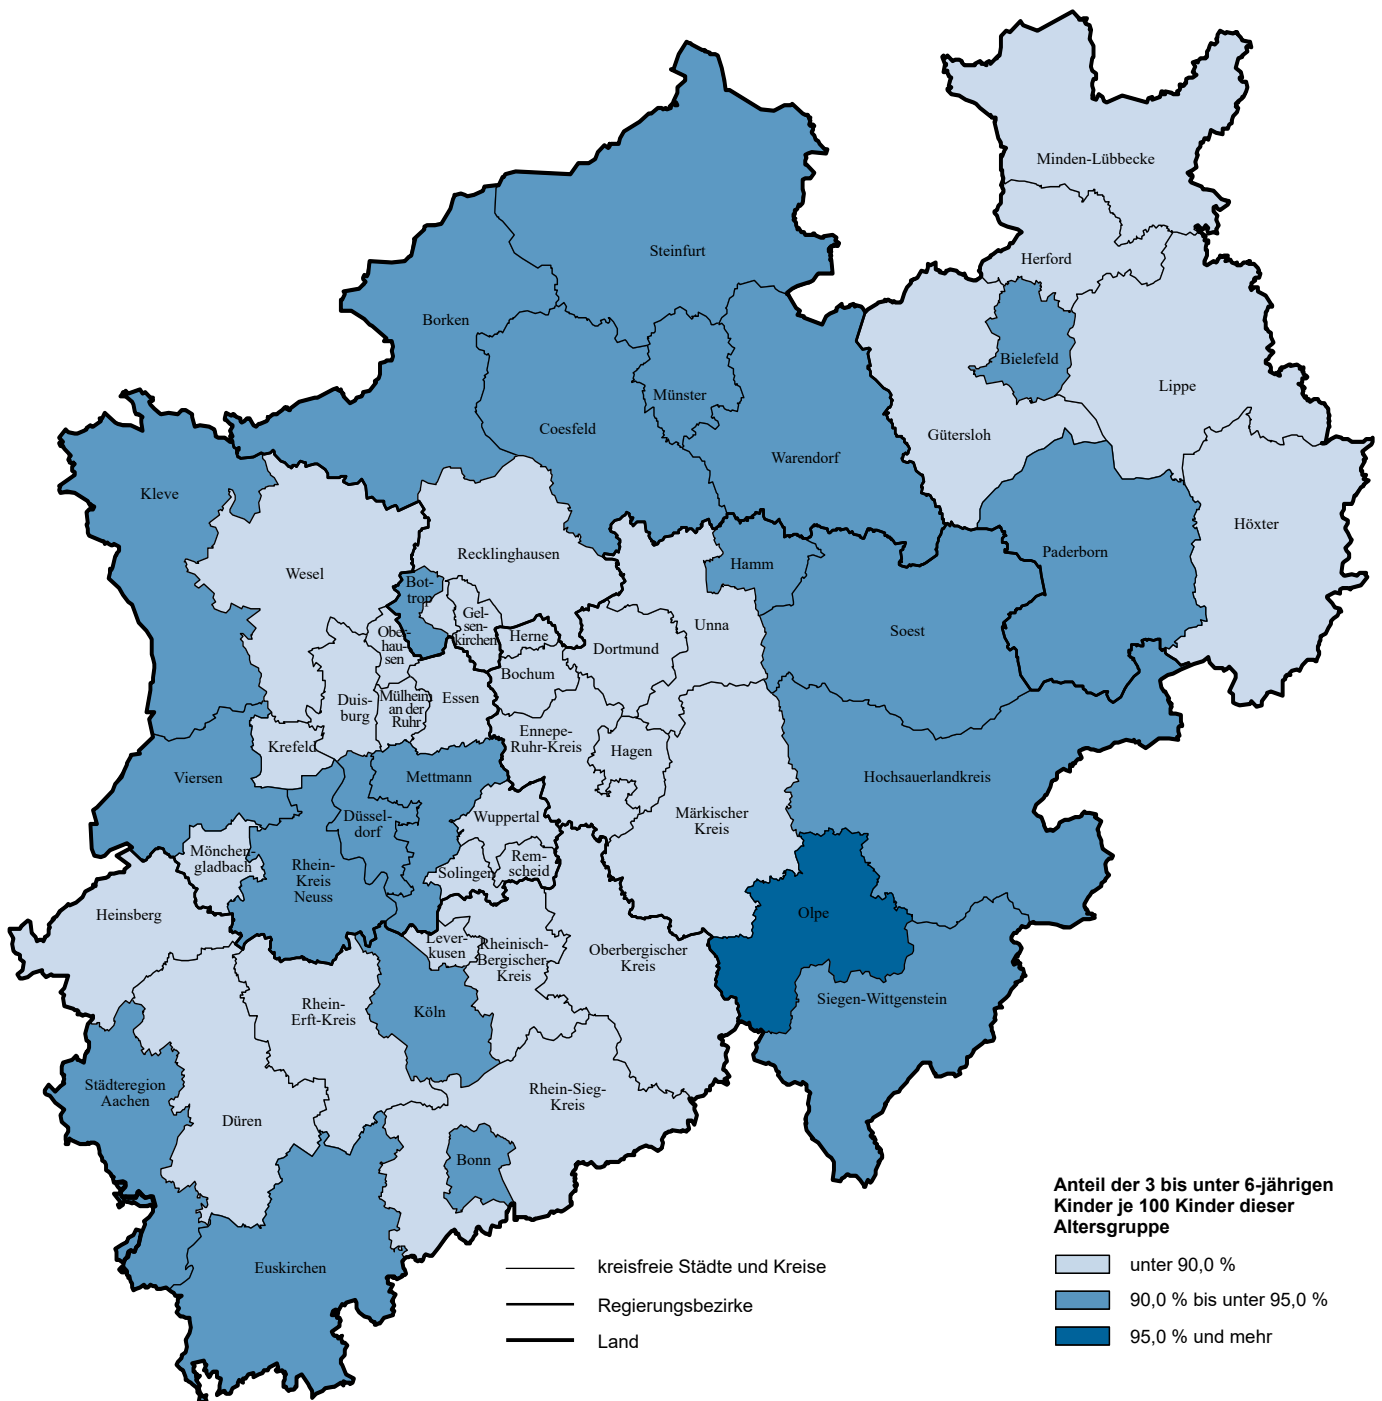 Minden-Lübbecke
Steinfurt
Herford
Borken
Bielefeld
Lippe
Münster
Coesfeld
Gütersloh
Warendorf
Kleve
Höxter
Recklinghausen
Paderborn
Hamm
Wesel
Bot-
trop
Gel-
sen-
kirchen
Ober-
hau-
sen
Herne
Dortmund
Unna
Soest
Bochum
Duis-
burg
Mülheim
an der
Ruhr
Essen
Ennepe-
Ruhr-Kreis
Hagen
Krefeld
Viersen
Mettmann
Hochsauerlandkreis
Düssel-
dorf
Wuppertal
Märkischer
Kreis
Mönchen-
gladbach
Rhein-
Kreis
Neuss
Solingen
Rem-
scheid
Heinsberg
Olpe
Lever-
kusen
Rheinisch-
Bergischer
Kreis
Oberbergischer
Kreis
Siegen-Wittgenstein
Rhein-
Erft-Kreis
Köln
Städteregion
Aachen
Rhein-Sieg-
Kreis
Düren
Bonn
Euskirchen
kreisfreie Städte und Kreise
Regierungsbezirke
Land
Anteil der 3 bis unter 6-jährigen
Kinder je 100 Kinder dieser
Altersgruppe
unter 90,0 %
90,0 % bis unter 95,0 %
95,0 % und mehr